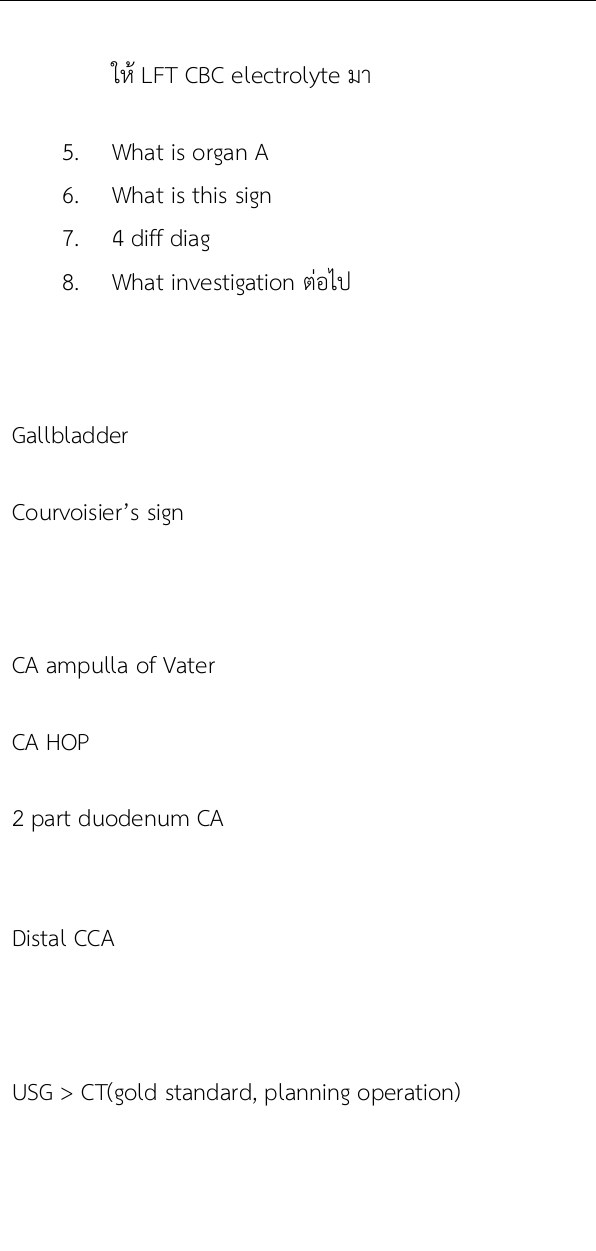 ให้ LFT CBC electrolyte มา
5. What is organ A
6. What is this sign
7. 4 diff diag
8. What investigation ต่อไป
Gallbladder
Courvoisier’s sign
CA ampulla of Vater
CA HOP
2 part duodenum CA
Distal CCA
USG > CT(gold standard, planning operation)